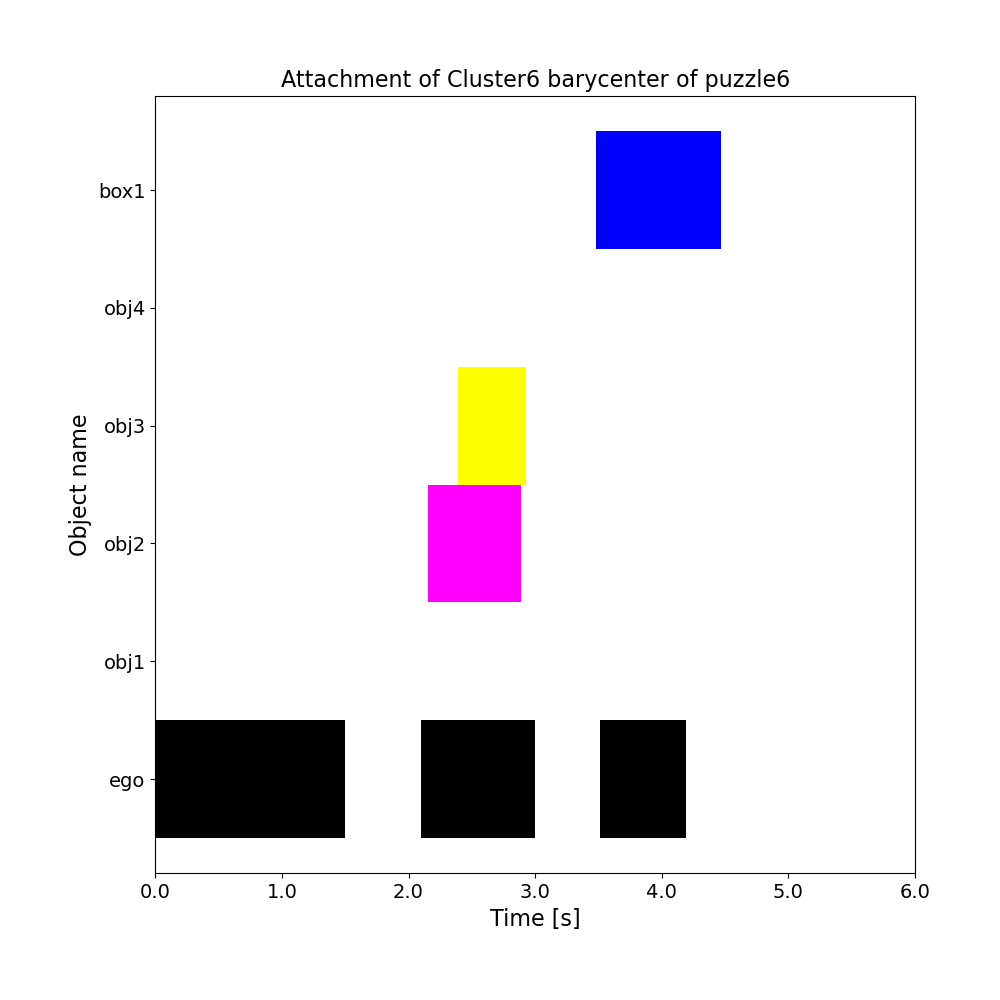 Attachment of Cluster6 barycenter of puzzle6
box1
obj4
obj3
obj2
obj1
ego
Object name
0.0 1.0 2.0 3.0 4.0 5.0 6.0
Time [s]